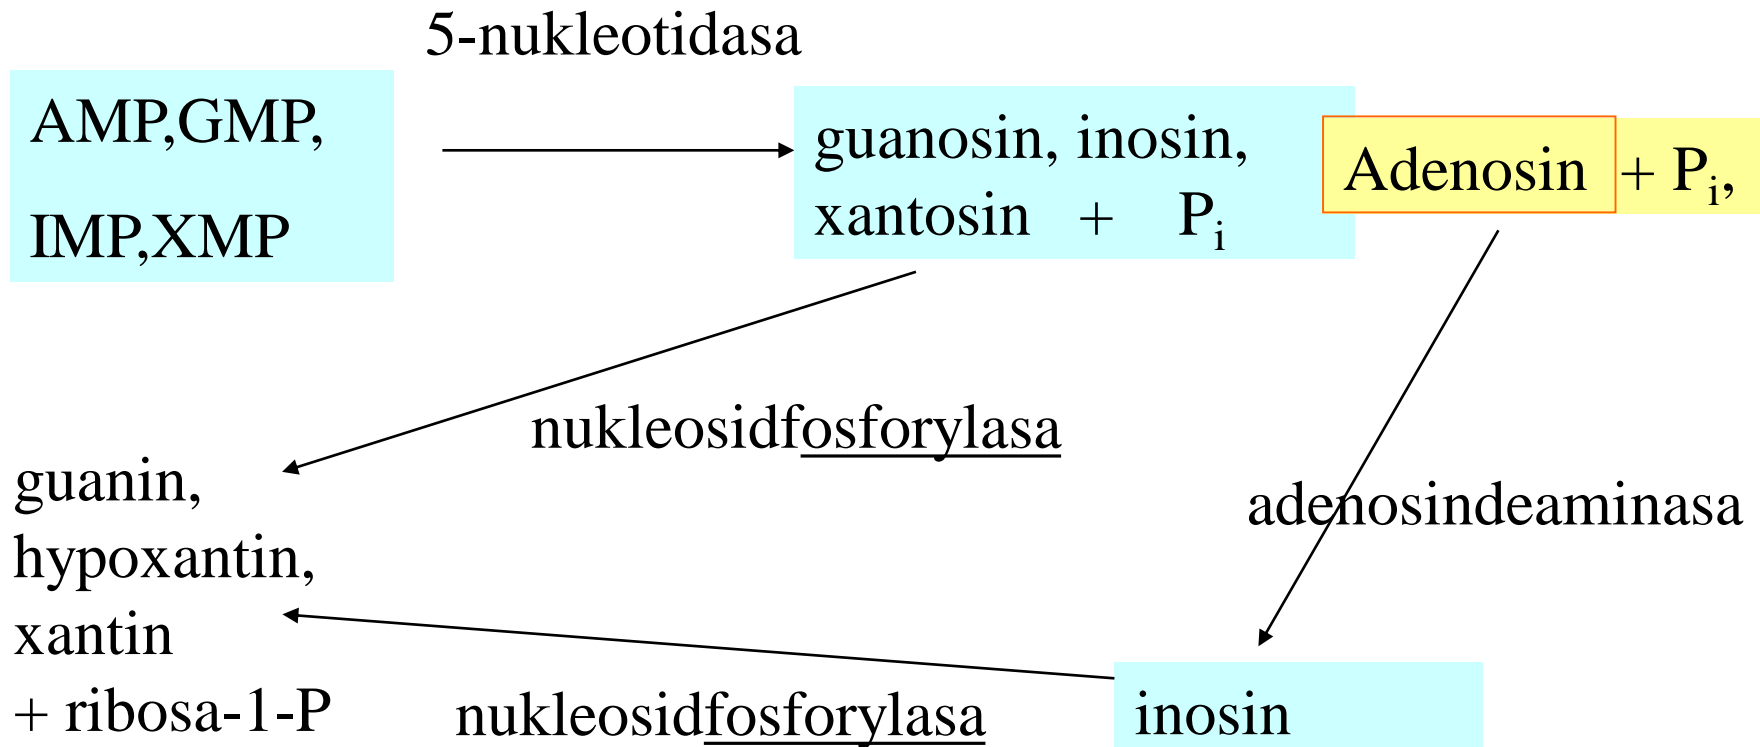 5-nukleotidasa
AMP,GMP,
IMP,XMP
guanosin, inosin,
xantosin + Pi
Adenosin + Pi,
nukleosidfosforylasa
guanin,
hypoxantin,
xantin
+ ribosa-1-P
adenosindeaminasa
nukleosidfosforylasa
inosin